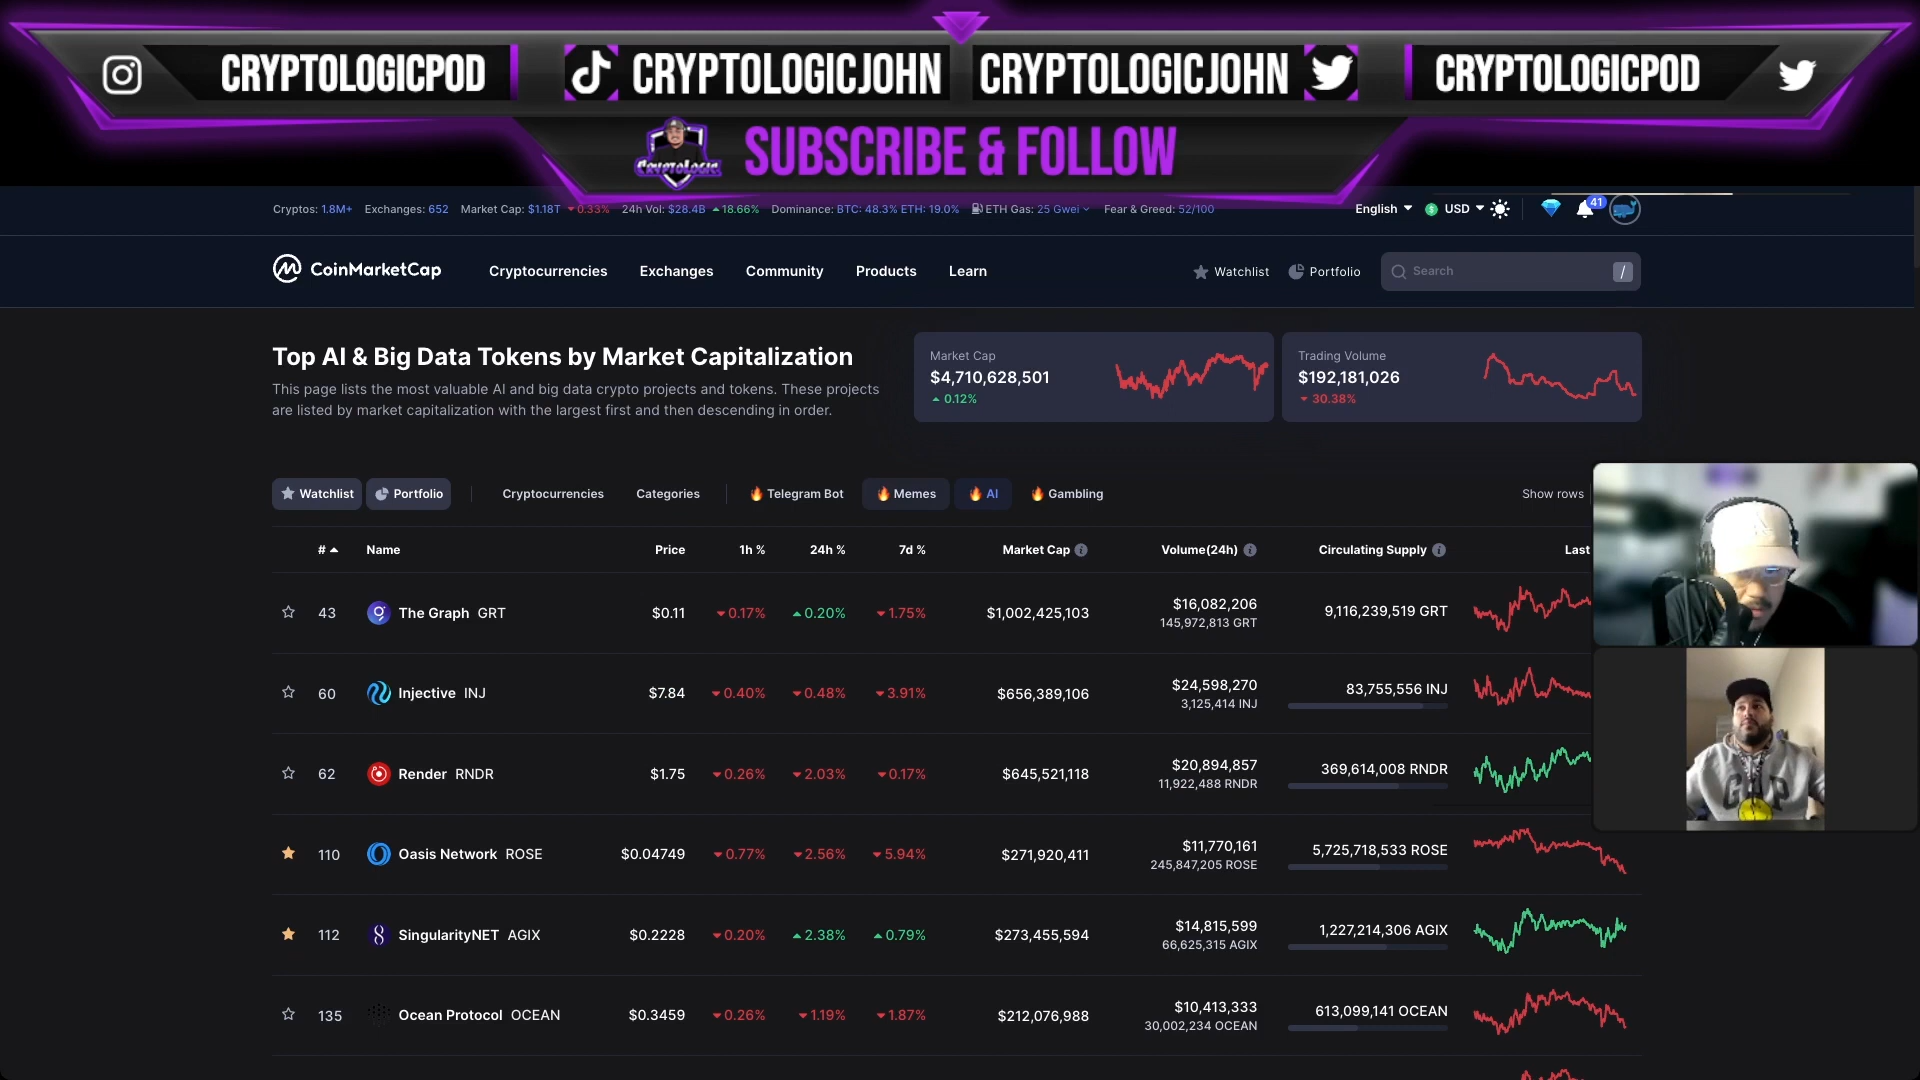 CRYPTOLOGICPOD
CRYPTOLOGICJOHN
CRYPTOLOGICJOHN
CRYPTOLOGICPOD
CRYPTOLOGIC
SUBSCRIBE & FOLLOW
Cryptos: 1.8M+ Exchanges: 652 Market Cap: $1.18T 0.33% 24h Vol: $28.4B 18.66% Dominance: BTC: 48.3% ETH: 19.0% ETH Gas: 25 Gwei Fear & Greed: 52/100
English USD 41
CoinMarketCap Cryptocurrencies Exchanges Community Products Learn Watchlist Portfolio Search /
Top AI & Big Data Tokens by Market Capitalization
This page lists the most valuable AI and big data crypto projects and tokens. These projects
are listed by market capitalization with the largest first and then descending in order.
Market Cap
$4,710,628,501
0.12%
Trading Volume
$192,181,026
30.38%
Watchlist Portfolio Cryptocurrencies Categories Telegram Bot Memes AI Gambling Show rows
# Name Price 1h % 24h % 7d % Market Cap Volume(24h) Circulating Supply Last
43 The Graph GRT $0.11 0.17% 0.20% 1.75% $1,002,425,103 $16,082,206 9,116,239,519 GRT
145,972,813 GRT
60 Injective INJ $7.84 0.40% 0.48% 3.91% $656,389,106 $24,598,270 83,755,556 INJ
3,125,414 INJ
62 Render RNDR $1.75 0.26% 2.03% 0.17% $645,521,118 $20,894,857 369,614,008 RNDR
11,922,488 RNDR
110 Oasis Network ROSE $0.04749 0.77% 2.56% 5.94% $271,920,411 $11,770,161 5,725,718,533 ROSE
245,847,205 ROSE
112 SingularityNET AGIX $0.2228 0.20% 2.38% 0.79% $273,455,594 $14,815,599 1,227,214,306 AGIX
66,625,315 AGIX
135 Ocean Protocol OCEAN $0.3459 0.26% 1.19% 1.87% $212,076,988 $10,413,333 613,099,141 OCEAN
30,002,234 OCEAN
GAP